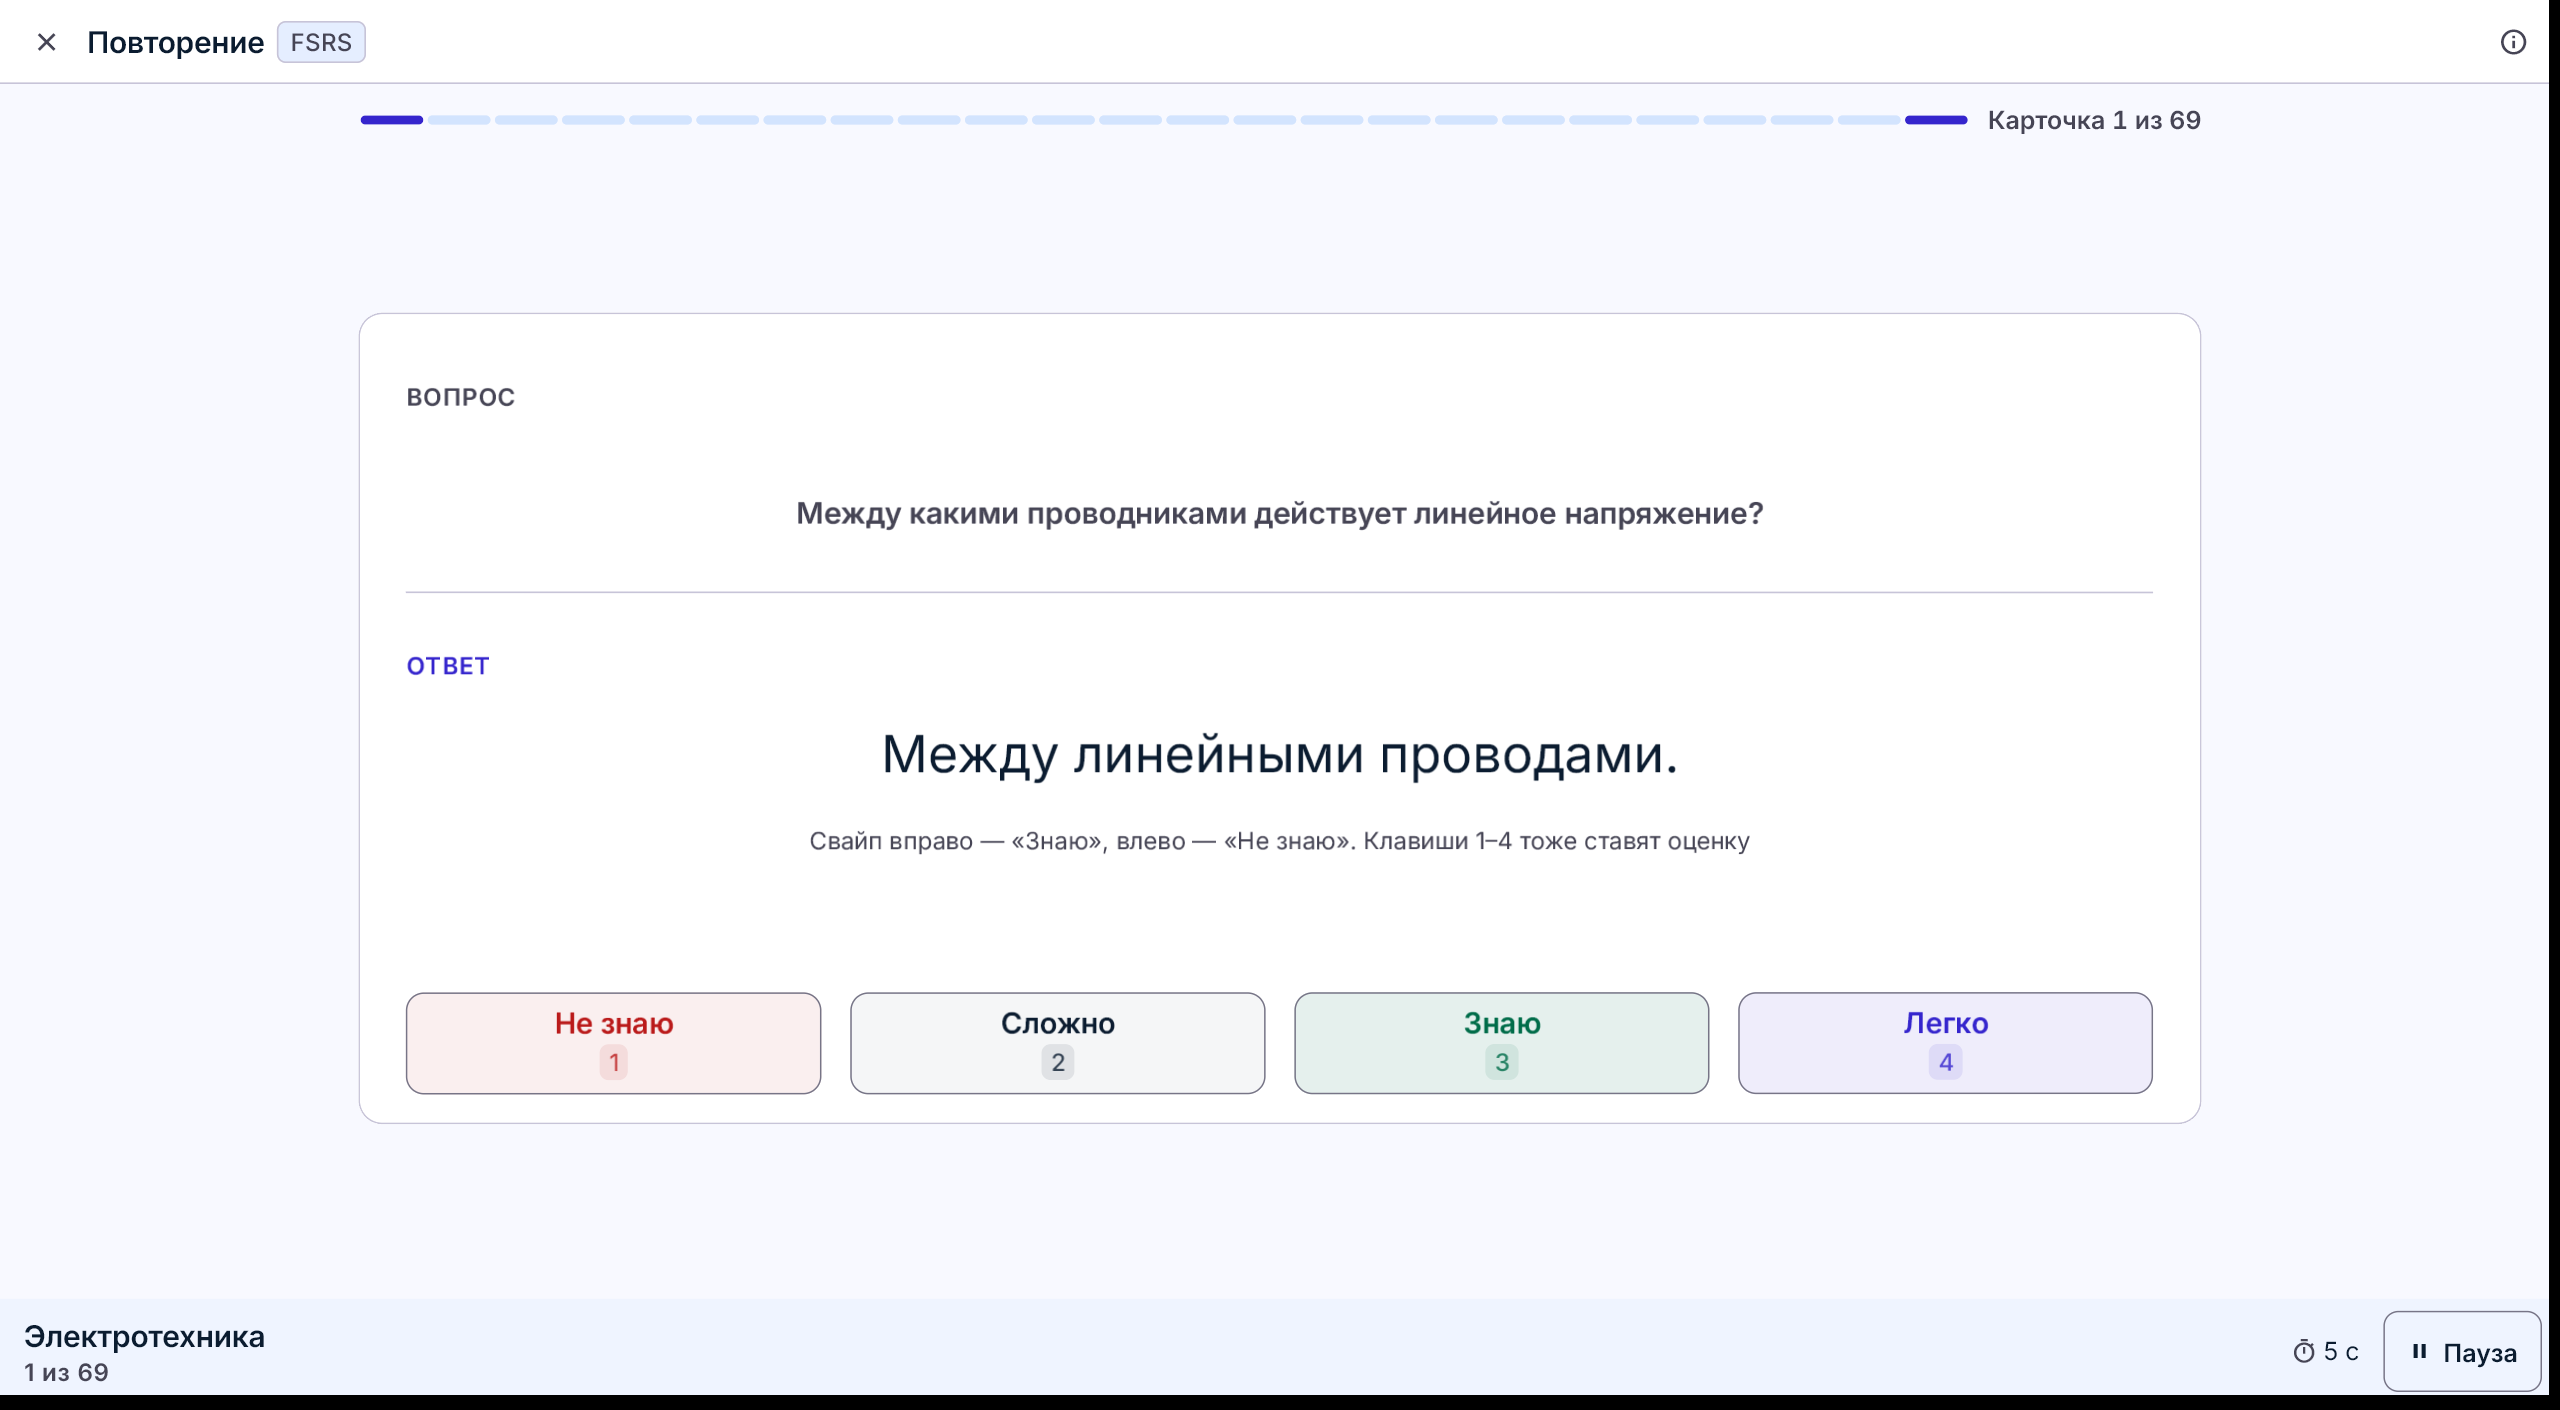 Повторение FSRS
Карточка 1 из 69
ВОПРОС
Между какими проводниками действует линейное напряжение?
ОТВЕТ
Между линейными проводами.
Свайп вправо — «Знаю», влево — «Не знаю». Клавиши 1–4 тоже ставят оценку
Не знаю
1
Сложно
2
Знаю
3
Легко
4
Электротехника
1 из 69
5 с
Пауза